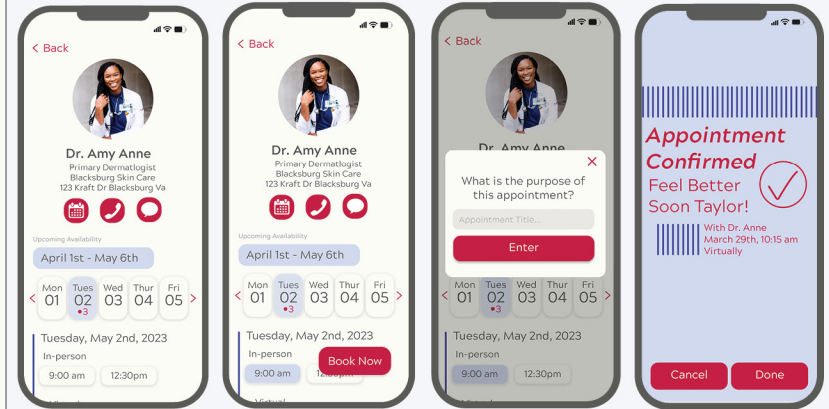 < Back
Dr. Amy Anne
Primary Dermatlogist
Blacksburg Skin Care
123 Kraft Dr Blacksburg Va
Upcoming Availability
April 1st - May 6th
Mon Tues Wed Thur Fri
< 01 02 03 04 05 >
•3
Tuesday, May 2nd, 2023
In-person
9:00 am 12:30pm
< Back
Dr. Amy Anne
Primary Dermatlogist
Blacksburg Skin Care
123 Kraft Dr Blacksburg Va
Upcoming Availability
April 1st - May 6th
Mon Tues Wed Thur Fri
< 01 02 03 04 05 >
•3
Tuesday, May 2nd, 2023
In-person
Book Now
9:00 am
Virtual
< Back
Dr. Amy Anne
What is the purpose of
this appointment?
Appointment Title...
Enter
Mon Tues Wed Thur Fri
< 01 02 03 04 05 >
•3
Tuesday, May 2nd, 2023
In-person
9:00 am 12:30pm
Appointment
Confirmed
Feel Better
Soon Taylor!
With Dr. Anne
March 29th, 10:15 am
Virtually
Cancel Done